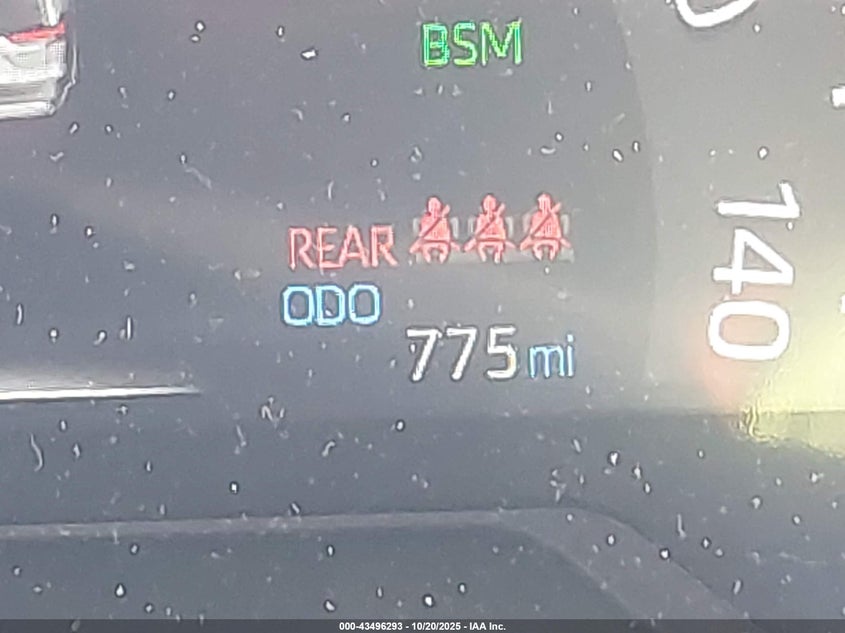 BSM
REAR
ODO
775 mi
140
000-43496293 - 10/20/2025 - IAA Inc.